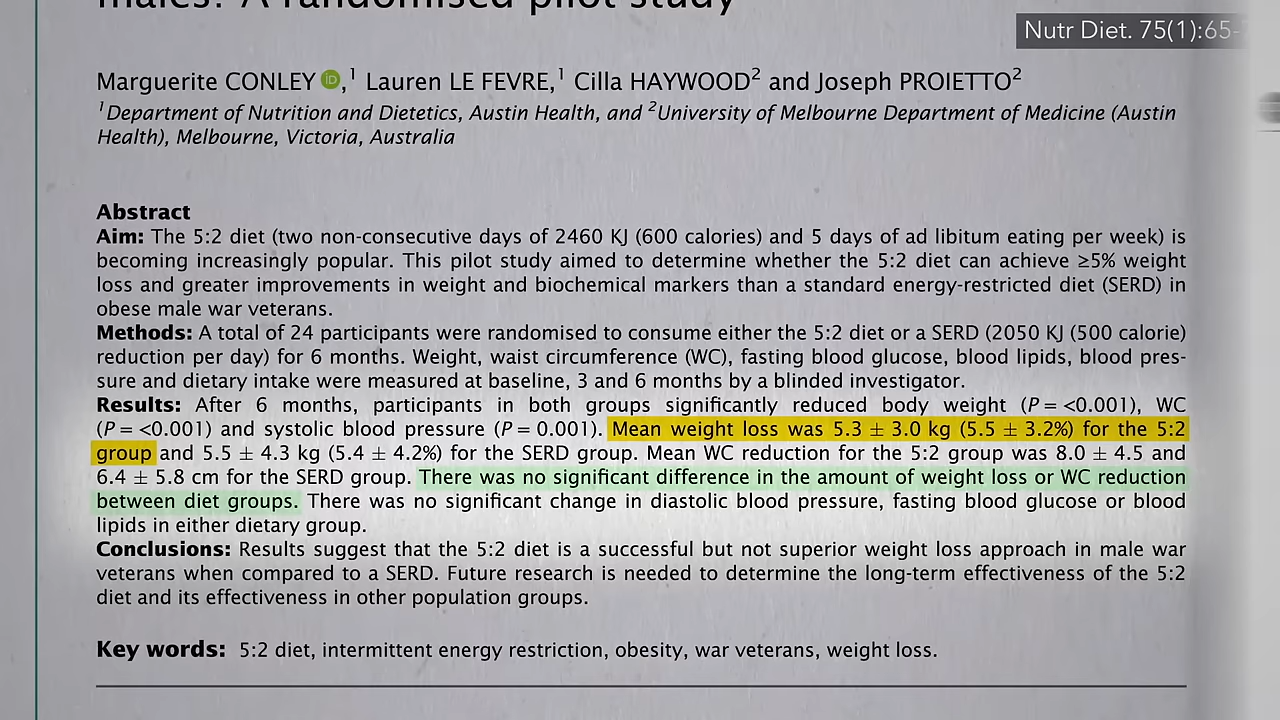 males? A randomised pilot study
Nutr Diet. 75(1):65-
Marguerite CONLEY iD,1 Lauren LE FEVRE,1 Cilla HAYWOOD2 and Joseph PROIETTO2
1Department of Nutrition and Dietetics, Austin Health, and 2University of Melbourne Department of Medicine (Austin
Health), Melbourne, Victoria, Australia
Abstract
Aim: The 5:2 diet (two non-consecutive days of 2460 KJ (600 calories) and 5 days of ad libitum eating per week) is
becoming increasingly popular. This pilot study aimed to determine whether the 5:2 diet can achieve ≥5% weight
loss and greater improvements in weight and biochemical markers than a standard energy-restricted diet (SERD) in
obese male war veterans.
Methods: A total of 24 participants were randomised to consume either the 5:2 diet or a SERD (2050 KJ (500 calorie)
reduction per day) for 6 months. Weight, waist circumference (WC), fasting blood glucose, blood lipids, blood pres-
sure and dietary intake were measured at baseline, 3 and 6 months by a blinded investigator.
Results: After 6 months, participants in both groups significantly reduced body weight (P = <0.001), WC
(P = <0.001) and systolic blood pressure (P = 0.001). Mean weight loss was 5.3 ± 3.0 kg (5.5 ± 3.2%) for the 5:2
group and 5.5 ± 4.3 kg (5.4 ± 4.2%) for the SERD group. Mean WC reduction for the 5:2 group was 8.0 ± 4.5 and
6.4 ± 5.8 cm for the SERD group. There was no significant difference in the amount of weight loss or WC reduction
between diet groups. There was no significant change in diastolic blood pressure, fasting blood glucose or blood
lipids in either dietary group.
Conclusions: Results suggest that the 5:2 diet is a successful but not superior weight loss approach in male war
veterans when compared to a SERD. Future research is needed to determine the long-term effectiveness of the 5:2
diet and its effectiveness in other population groups.
Key words: 5:2 diet, intermittent energy restriction, obesity, war veterans, weight loss.